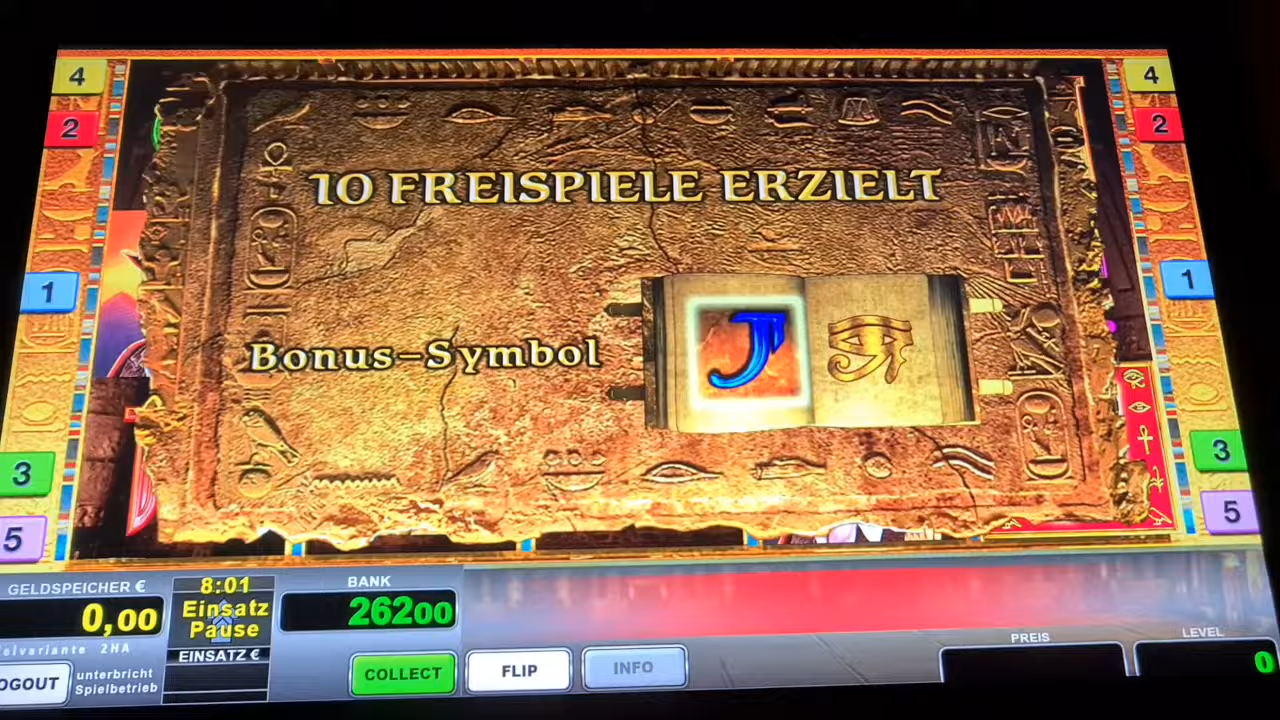 4
4
2
2
10 FREISPIELE ERZIELT
1
1
Bonus-Symbol
J
3
3
5
5
GELDSPEICHER €
0,00
8:01
Einsatz
Pause
EINSATZ €
BANK
26200
2HA
OGOUT
unterbricht
Spielbetrieb
COLLECT
FLIP
INFO
PREIS
LEVEL
0